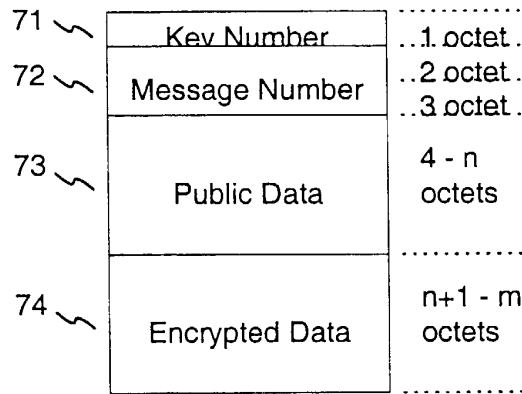 71
Key Number
1 octet
72
Message Number
2 octet
3 octet
73
Public Data
4 - n
octets
74
Encrypted Data
n+1 - m
octets